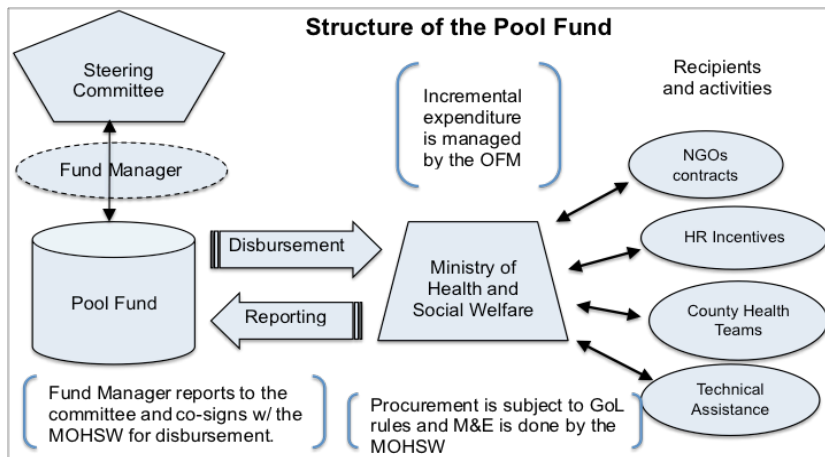 Structure of the Pool Fund
Steering
Committee
Fund Manager
Pool Fund
Disbursement
Reporting
Incremental
expenditure
is managed
by the OFM
Ministry of
Health and
Social Welfare
Recipients
and activities
NGOs
contracts
HR Incentives
County Health
Teams
Technical
Assistance
Fund Manager reports to the
committee and co-signs w/ the
MOHSW for disbursement.
Procurement is subject to GoL
rules and M&E is done by the
MOHSW